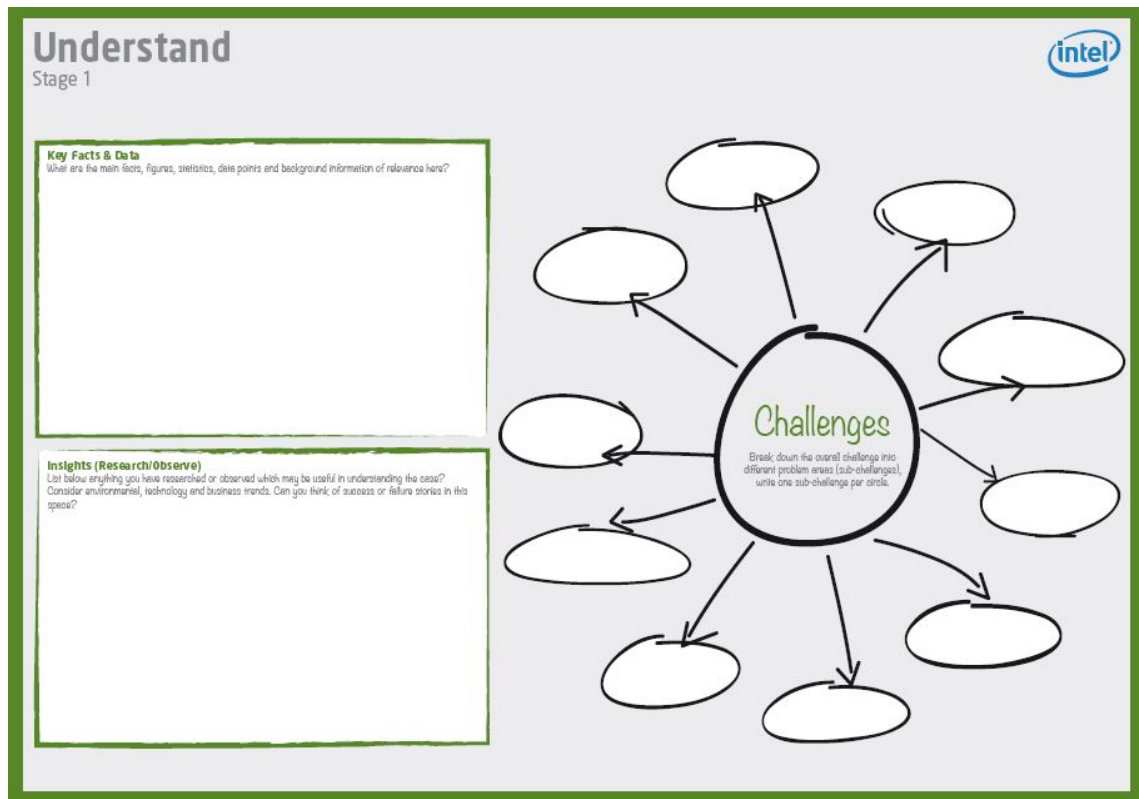 Understand
Stage 1
intel
Key Facts & Data
What are the main facts, figures, statistics, data points and background information of relevance here?
Insights (Research/Observe)
List below anything you have researched or observed which may be useful in understanding the case?
Consider environmental, technology and business trends. Can you think of success or failure stories in this
space?
Challenges
Break down the overall challenge into
different problem areas (sub-challenges),
write one sub-challenge per circle.